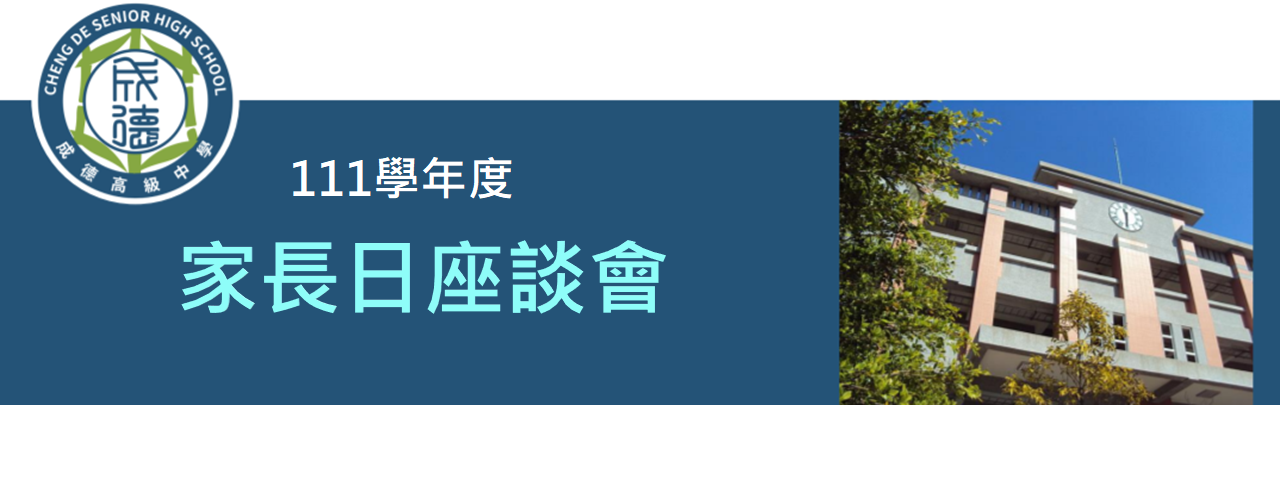 CHENG DE SENIOR HIGH SCHOOL
成德
成德高級中學
111學年度
家長日座談會